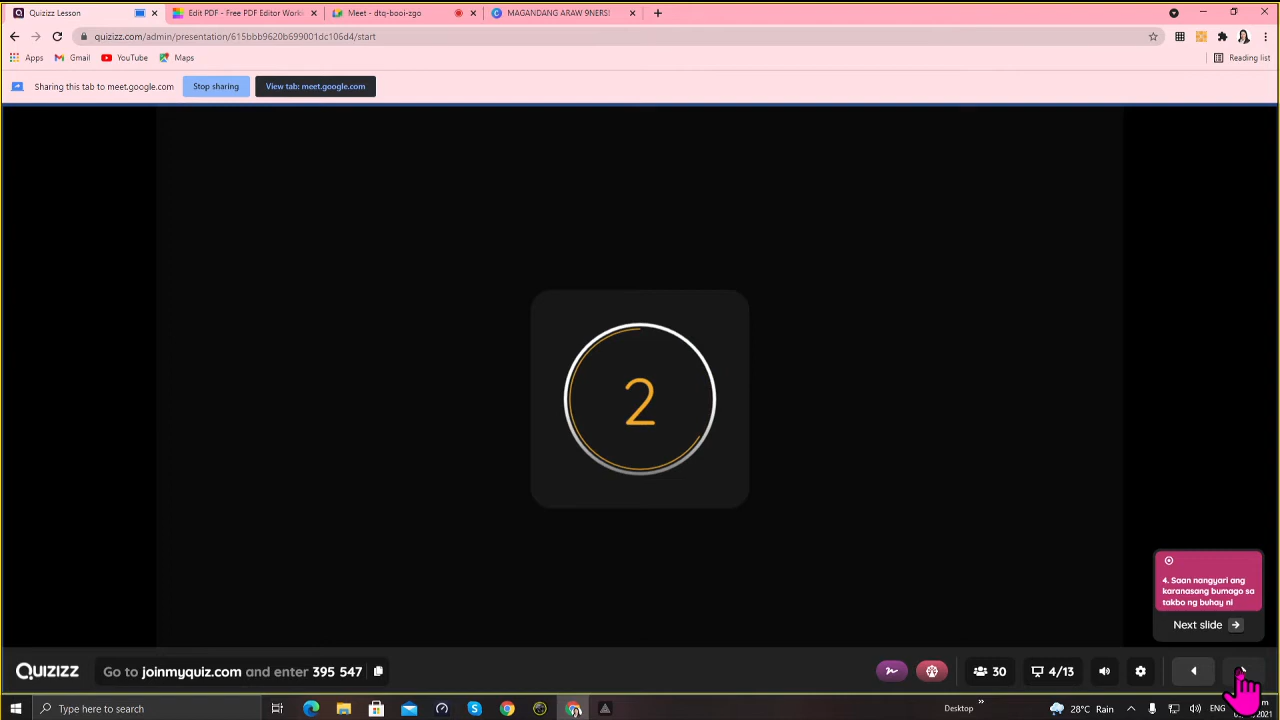 Quizizz Lesson
Edit PDF - Free PDF Editor Worki
Meet - dtq-booi-zgo
MAGANDANG ARAW 9NERS!
quizizz.com/admin/presentation/615bbb9620b699001dc106d4/start
Apps
Gmail
YouTube
Maps
Reading list
Sharing this tab to meet.google.com
Stop sharing
View tab: meet.google.com
2
4. Saan nangyari ang
karanasang bumago sa
takbo ng buhay ni
Next slide
QUIZIZZ
Go to joinmyquiz.com and enter 395 547
30
4/13
Type here to search
Desktop
28°C Rain
ENG